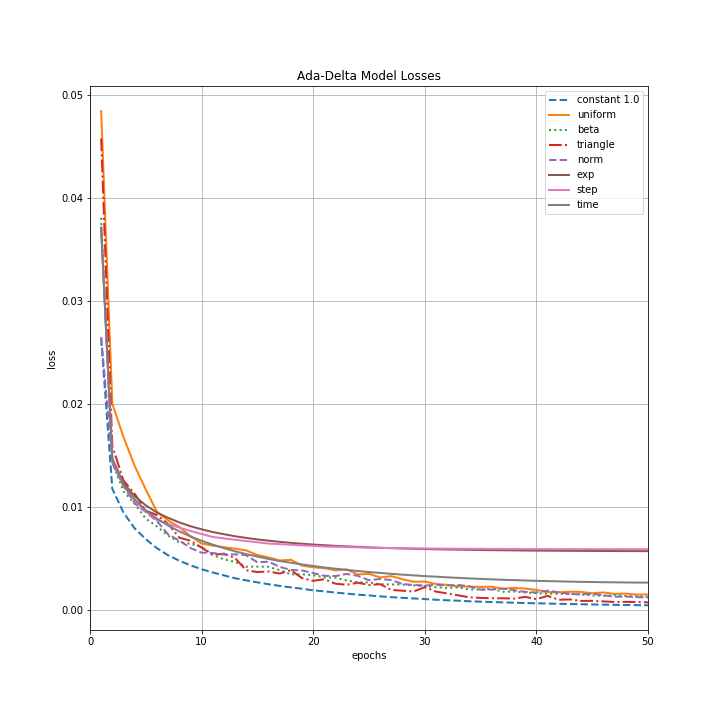 Ada-Delta Model Losses
0.05
0.04
0.03
0.02
0.01
0.00
loss
constant 1.0
uniform
beta
triangle
norm
exp
step
time
0 10 20 30 40 50
epochs